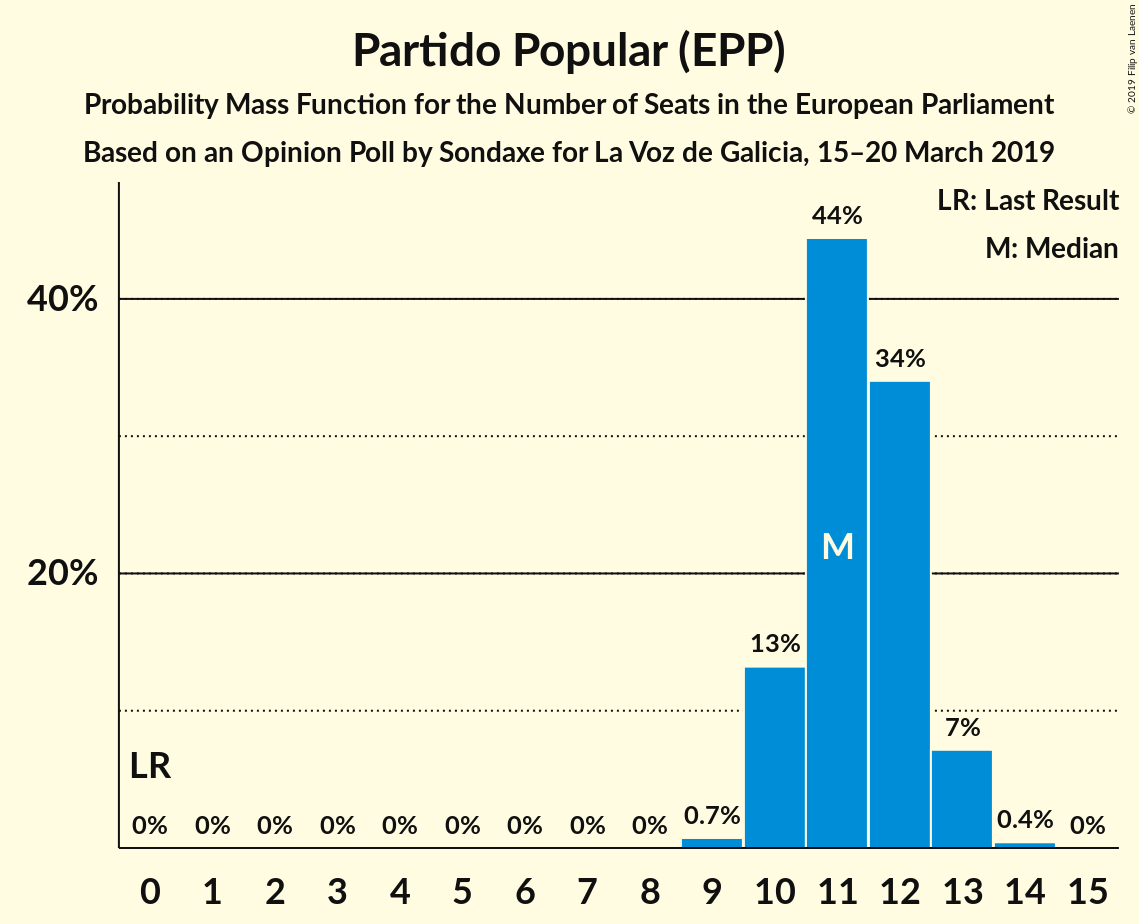 Partido Popular (EPP)
Probability Mass Function for the Number of Seats in the European Parliament
Based on an Opinion Poll by Sondaxe for La Voz de Galicia, 15–20 March 2019
© 2019 Filip van Laenen
LR: Last Result
M: Median
44%
40%
34%
M
20%
13%
7%
LR
0% 0% 0% 0% 0% 0% 0% 0% 0% 0.7% 0.4% 0%
0 1 2 3 4 5 6 7 8 9 10 11 12 13 14 15